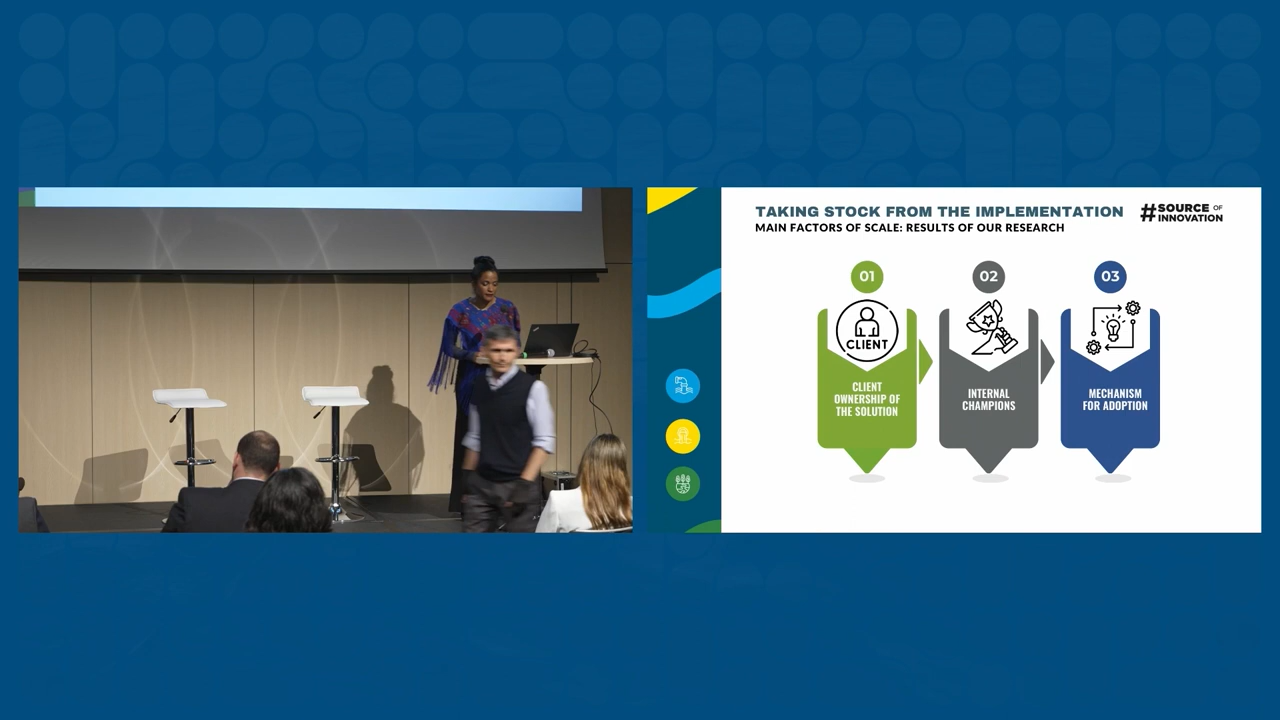 TAKING STOCK FROM THE IMPLEMENTATION
MAIN FACTORS OF SCALE: RESULTS OF OUR RESEARCH
#SOURCE OF
INNOVATION
01
02
03
CLIENT
CLIENT
OWNERSHIP OF
THE SOLUTION
INTERNAL
CHAMPIONS
MECHANISM
FOR ADOPTION